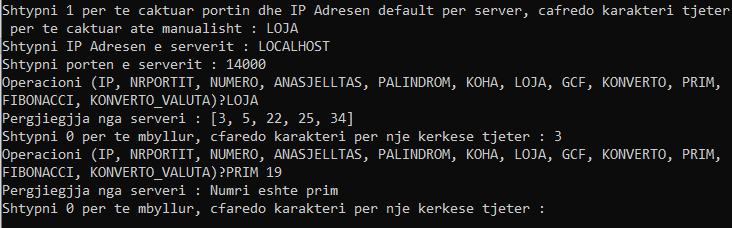 Shtypni 1 per te caktuar portin dhe IP Adresen default per server, cafredo karakteri tjeter
per te caktuar ate manualisht : LOJA
Shtypni IP Adresen e serverit : LOCALHOST
Shtypni porten e serverit : 14000
Operacioni (IP, NRPORTIT, NUMERO, ANASJELLTAS, PALINDROM, KOHA, LOJA, GCF, KONVERTO, PRIM,
FIBONACCI, KONVERTO_VALUTA)?LOJA
Pergjiegjja nga serveri : [3, 5, 22, 25, 34]
Shtypni 0 per te mbyllur, cfaredo karakteri per nje kerkese tjeter : 3
Operacioni (IP, NRPORTIT, NUMERO, ANASJELLTAS, PALINDROM, KOHA, LOJA, GCF, KONVERTO, PRIM,
FIBONACCI, KONVERTO_VALUTA)?PRIM 19
Pergjiegjja nga serveri : Numri eshte prim
Shtypni 0 per te mbyllur, cfaredo karakteri per nje kerkese tjeter :